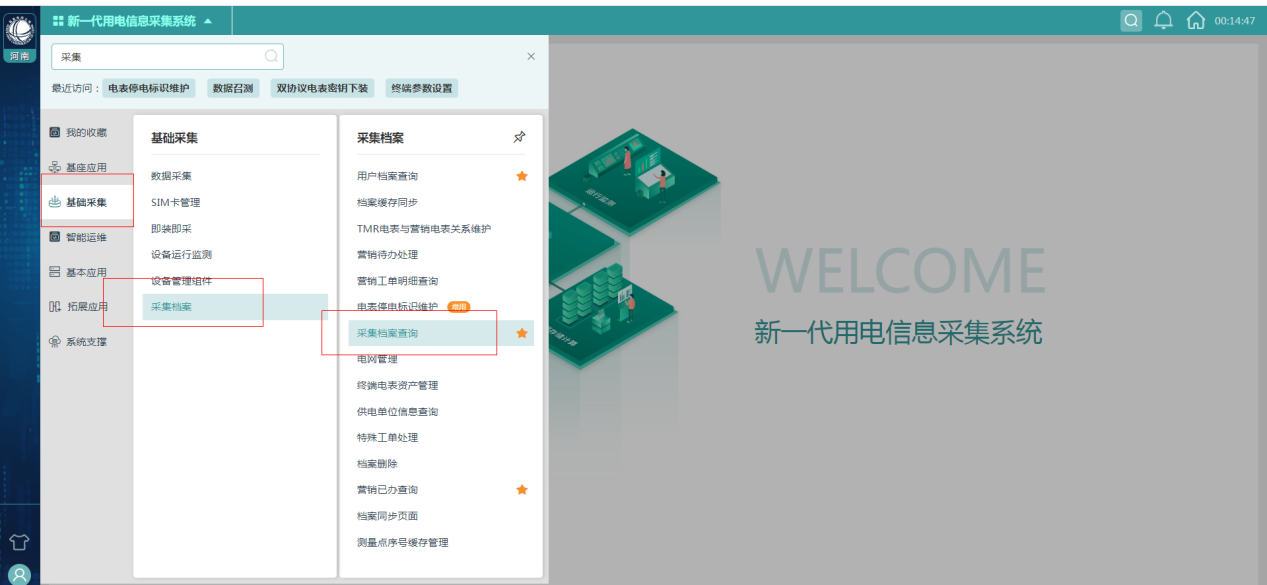 新一代用电信息采集系统
00:14:47
河南
采集
最近访问： 电表停电标识维护 数据召测 双协议电表密钥下装 终端参数设置
我的收藏
基座应用
基础采集
智能运维
基本应用
拓展应用
系统支撑
基础采集
数据采集
SIM卡管理
即装即采
设备运行监测
设备管理组件
采集档案
采集档案
用户档案查询
档案缓存同步
TMR电表与营销电表关系维护
营销待办处理
营销工单明细查询
电表停电标识维护 常用
采集档案查询
电网管理
终端电表资产管理
供电单位信息查询
特殊工单处理
档案删除
营销已办查询
档案同步页面
测量点序号缓存管理
运行监测
WELCOME
新一代用电信息采集系统